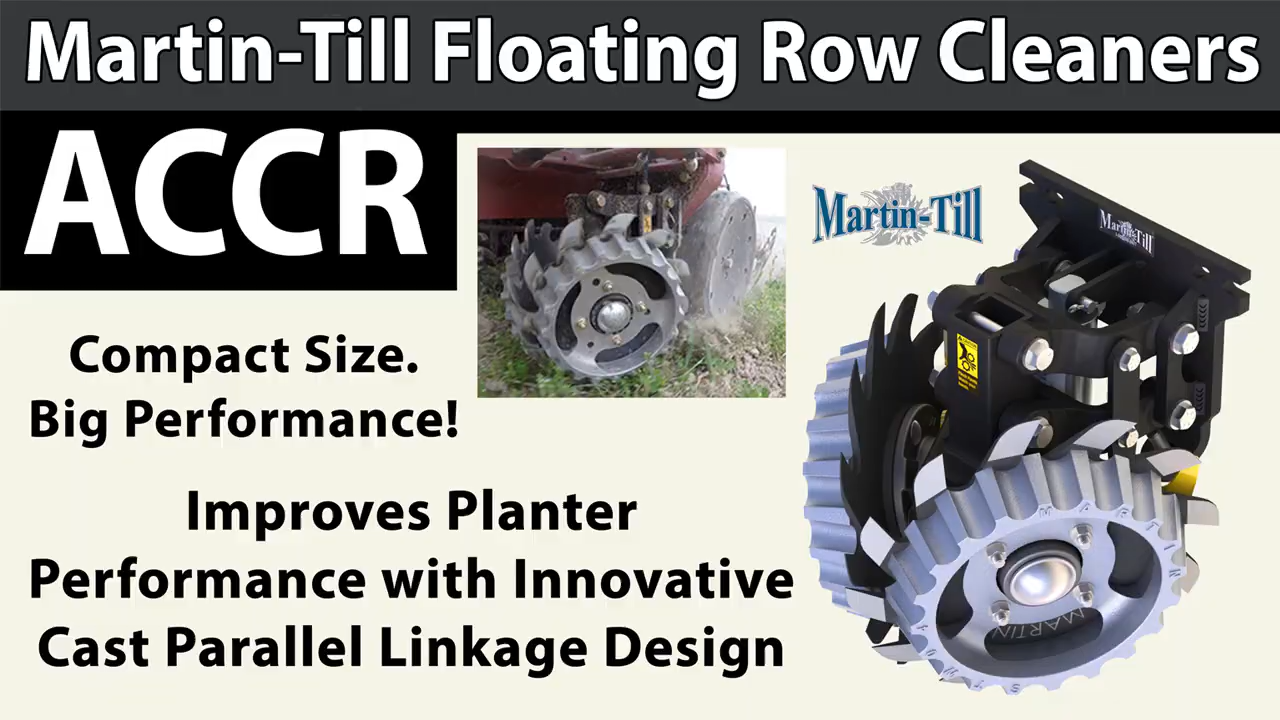 Martin-Till Floating Row Cleaners
ACCR
Compact Size.
Big Performance!
Improves Planter
Performance with Innovative
Cast Parallel Linkage Design
Martin-Till
Martin-Till
MARTIN
MARTIN